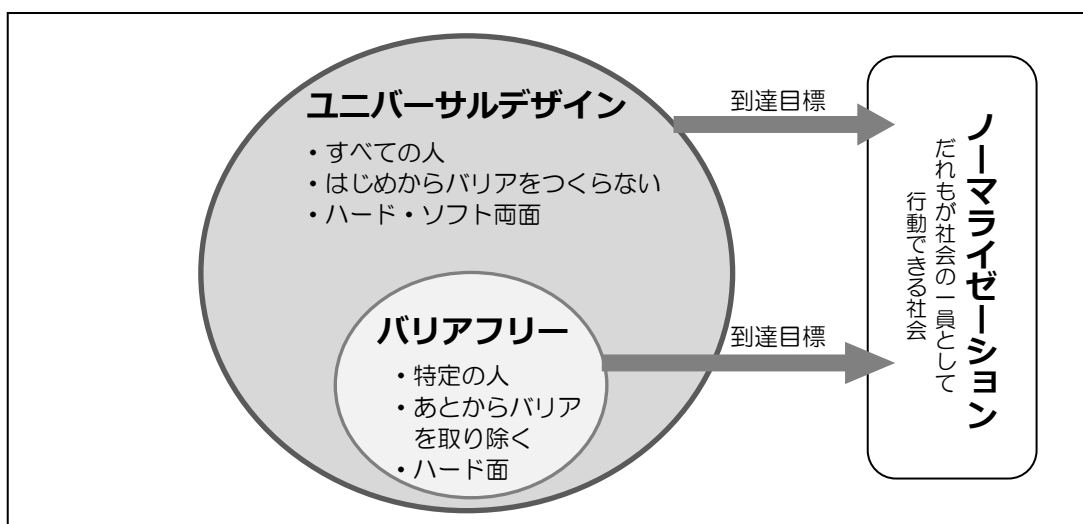 ユニバーサルデザイン
・すべての人
・はじめからバリアをつくらない
・ハード・ソフト両面
バリアフリー
・特定の人
・あとからバリア
を取り除く
・ハード面
到達目標
到達目標
ノーマライゼーション
だれもが社会の一員として
行動できる社会